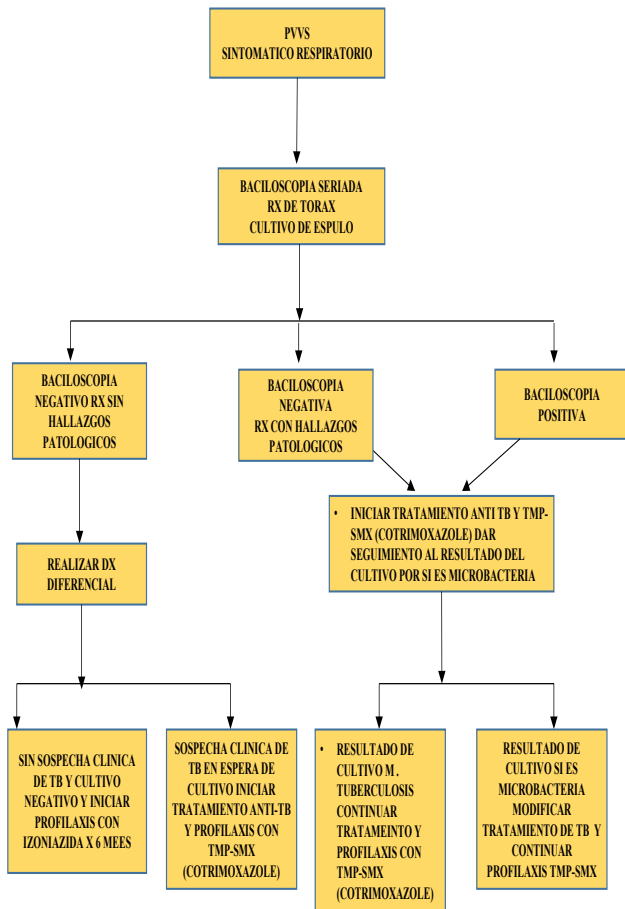 PVVS
SINTOMATICO RESPIRATORIO
BACILOSCOPIA SERIADA
RX DE TORAX
CULTIVO DE ESPULO
BACILOSCOPIA
NEGATIVO RX SIN
HALLAZGOS
PATOLOGICOS
BACILOSCOPIA
NEGATIVA
RX CON HALLAZGOS
PATOLOGICOS
BACILOSCOPIA
POSITIVA
• INICIAR TRATAMIENTO ANTI TB Y TMP-
SMX (COTRIMOXAZOLE) DAR
SEGUIMIENTO AL RESULTADO DEL
CULTIVO POR SI ES MICROBACTERIA
REALIZAR DX
DIFERENCIAL
SIN SOSPECHA CLINICA
DE TB Y CULTIVO
NEGATIVO Y INICIAR
PROFILAXIS CON
IZONIAZIDA X 6 MEES
SOSPECHA CLINICA DE
TB EN ESPERA DE
CULTIVO INICIAR
TRATAMIENTO ANTI-TB
Y PROFILAXIS CON
TMP-SMX
(COTRIMOXAZOLE)
• RESULTADO DE
CULTIVO M .
TUBERCULOSIS
CONTINUAR
TRATAMEINTO Y
PROFILAXIS CON
TMP-SMX
(COTRIMOXAZOLE)
RESULTADO DE
CULTIVO SI ES
MICROBACTERIA
MODIFICAR
TRATAMIENTO DE TB Y
CONTINUAR
PROFILAXIS TMP-SMX